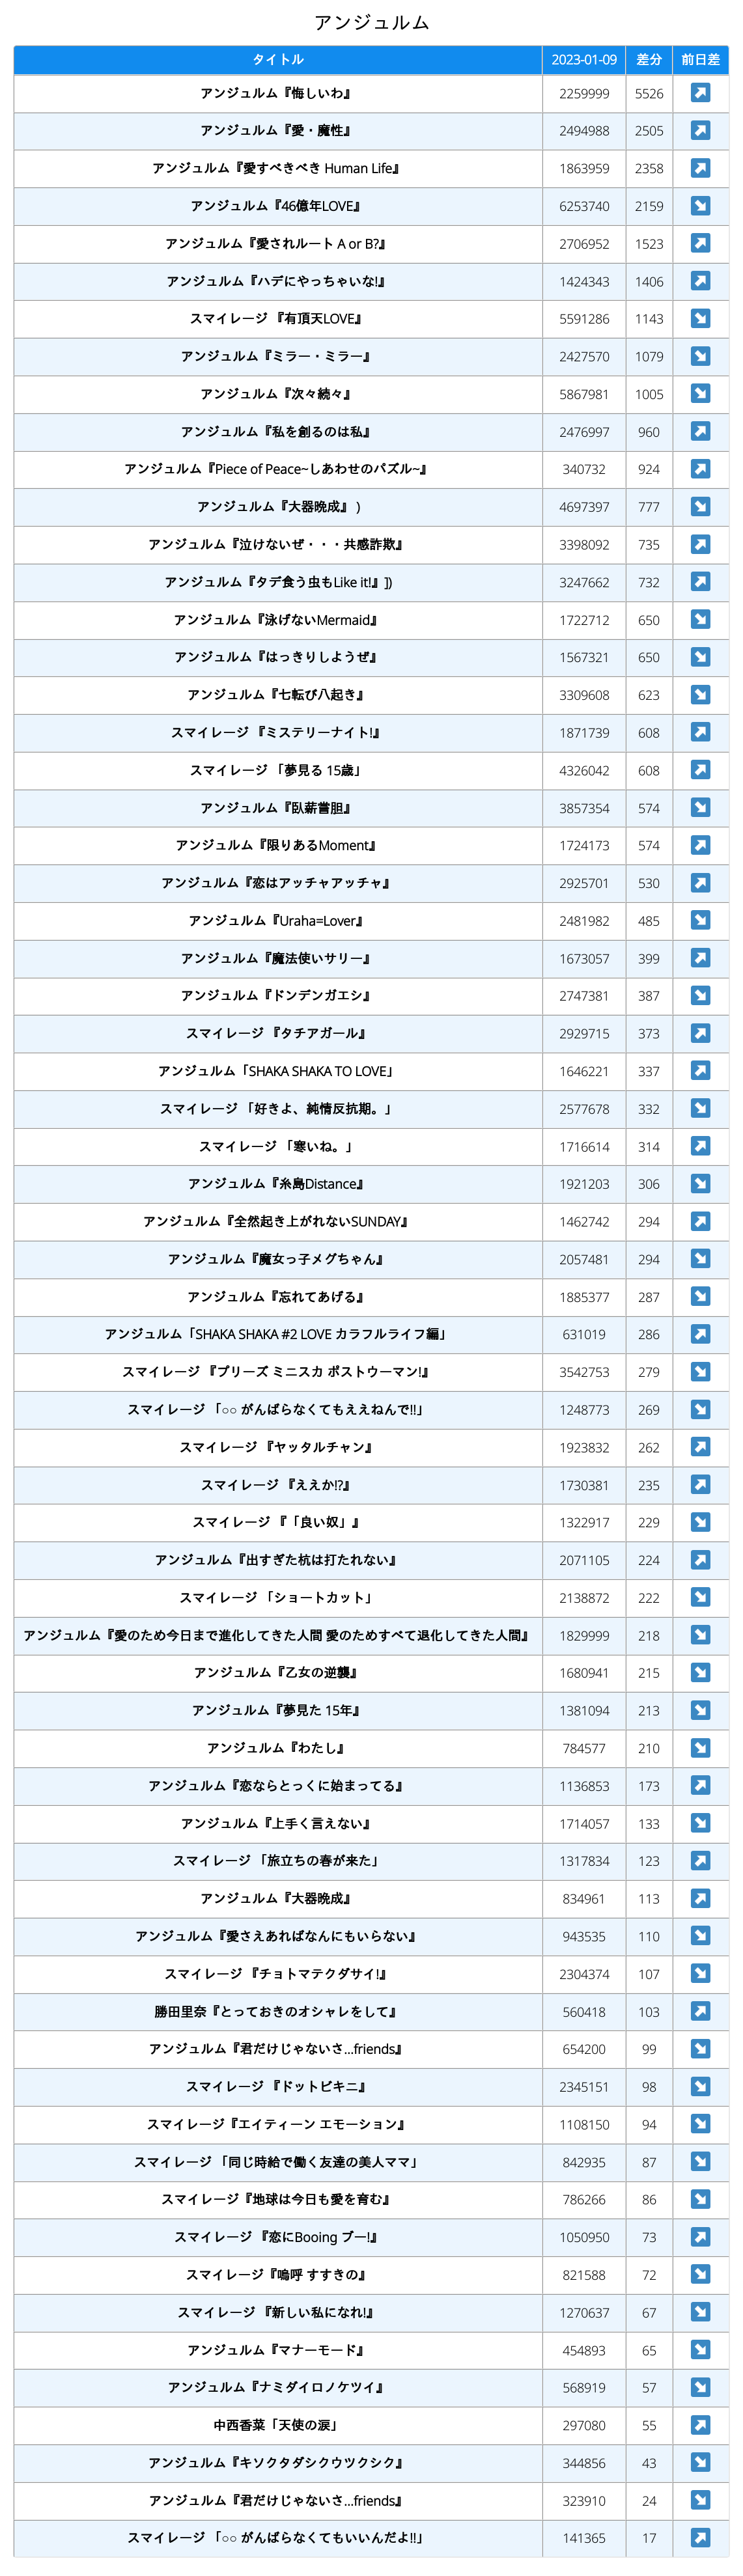 アンジュルム
タイトル 2023-01-09 差分 前日差
アンジュルム『悔しいわ』 2259999 5526 ↗
アンジュルム『愛・魔性』 2494988 2505 ↗
アンジュルム『愛すべきべき Human Life』 1863959 2358 ↗
アンジュルム『46億年LOVE』 6253740 2159 ↘
アンジュルム『愛されルート A or B?』 2706952 1523 ↗
アンジュルム『ハデにやっちゃいな!』 1424343 1406 ↗
スマイレージ 『有頂天LOVE』 5591286 1143 ↘
アンジュルム『ミラー・ミラー』 2427570 1079 ↘
アンジュルム『次々続々』 5867981 1005 ↘
アンジュルム『私を創るのは私』 2476997 960 ↗
アンジュルム『Piece of Peace~しあわせのパズル~』 340732 924 ↗
アンジュルム『大器晩成』 ) 4697397 777 ↘
アンジュルム『泣けないぜ・・・共感詐欺』 3398092 735 ↗
アンジュルム『タデ食う虫もLike it!』]) 3247662 732 ↗
アンジュルム『泳げないMermaid』 1722712 650 ↘
アンジュルム『はっきりしようぜ』 1567321 650 ↘
アンジュルム『七転び八起き』 3309608 623 ↘
スマイレージ 『ミステリーナイト!』 1871739 608 ↗
スマイレージ 「夢見る 15歳」 4326042 608 ↗
アンジュルム『臥薪嘗胆』 3857354 574 ↘
アンジュルム『限りあるMoment』 1724173 574 ↗
アンジュルム『恋はアッチャアッチャ』 2925701 530 ↗
アンジュルム『Uraha=Lover』 2481982 485 ↘
アンジュルム『魔法使いサリー』 1673057 399 ↗
アンジュルム『ドンデンガエシ』 2747381 387 ↘
スマイレージ 『タチアガール』 2929715 373 ↗
アンジュルム「SHAKA SHAKA TO LOVE」 1646221 337 ↗
スマイレージ 「好きよ、純情反抗期。」 2577678 332 ↘
スマイレージ 「寒いね。」 1716614 314 ↗
アンジュルム『糸島Distance』 1921203 306 ↘
アンジュルム『全然起き上がれないSUNDAY』 1462742 294 ↗
アンジュルム『魔女っ子メグちゃん』 2057481 294 ↘
アンジュルム『忘れてあげる』 1885377 287 ↘
アンジュルム「SHAKA SHAKA #2 LOVE カラフルライフ編」 631019 286 ↗
スマイレージ 『プリーズ ミニスカ ポストウーマン!』 3542753 279 ↘
スマイレージ 「○○ がんばらなくてもええねんで!!」 1248773 269 ↘
スマイレージ 『ヤッタルチャン』 1923832 262 ↗
スマイレージ 『ええか!?』 1730381 235 ↗
スマイレージ 『「良い奴」』 1322917 229 ↘
アンジュルム『出すぎた杭は打たれない』 2071105 224 ↗
スマイレージ 「ショートカット」 2138872 222 ↘
アンジュルム『愛のため今日まで進化してきた人間 愛のためすべて退化してきた人間』 1829999 218 ↘
アンジュルム『乙女の逆襲』 1680941 215 ↘
アンジュルム『夢見た 15年』 1381094 213 ↘
アンジュルム『わたし』 784577 210 ↘
アンジュルム『恋ならとっくに始まってる』 1136853 173 ↗
アンジュルム『上手く言えない』 1714057 133 ↘
スマイレージ 「旅立ちの春が来た」 1317834 123 ↗
アンジュルム『大器晩成』 834961 113 ↗
アンジュルム『愛さえあればなんにもいらない』 943535 110 ↘
スマイレージ 『チョトマテクダサイ!』 2304374 107 ↘
勝田里奈『とっておきのオシャレをして』 560418 103 ↗
アンジュルム『君だけじゃないさ...friends』 654200 99 ↘
スマイレージ 『ドットビキニ』 2345151 98 ↘
スマイレージ『エイティーン エモーション』 1108150 94 ↘
スマイレージ 「同じ時給で働く友達の美人ママ」 842935 87 ↘
スマイレージ『地球は今日も愛を育む』 786266 86 ↘
スマイレージ 『恋にBooing ブー!』 1050950 73 ↗
スマイレージ『嗚呼 すすきの』 821588 72 ↘
スマイレージ 『新しい私になれ!』 1270637 67 ↘
アンジュルム『マナーモード』 454893 65 ↘
アンジュルム『ナミダイロノケツイ』 568919 57 ↘
中西香菜「天使の涙」 297080 55 ↗
アンジュルム『キソクタダシクウツクシク』 344856 43 ↘
アンジュルム『君だけじゃないさ...friends』 323910 24 ↘
スマイレージ 「○○ がんばらなくてもいいんだよ!!」 141365 17 ↗